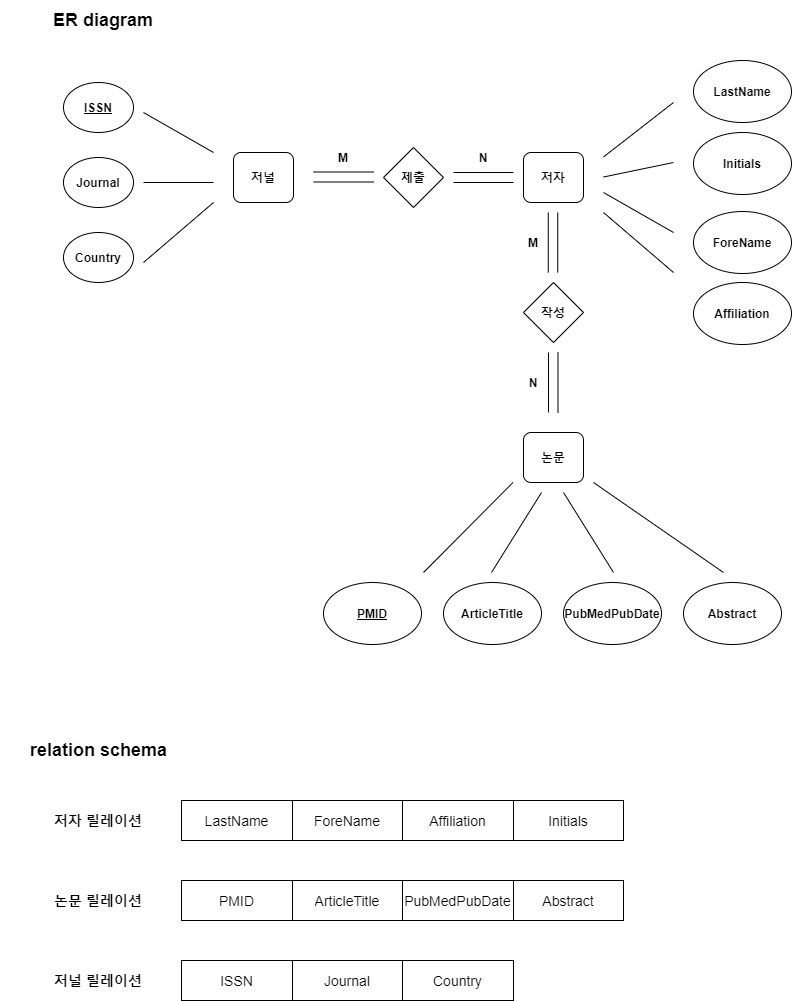 ER diagram
ISSN
Journal
Country
저널
M
제출
N
저자
LastName
Initials
ForeName
Affiliation
M
작성
N
논문
PMID
ArticleTitle
PubMedPubDate
Abstract
relation schema
저자 릴레이션 LastName ForeName Affiliation Initials
논문 릴레이션 PMID ArticleTitle PubMedPubDate Abstract
저널 릴레이션 ISSN Journal Country